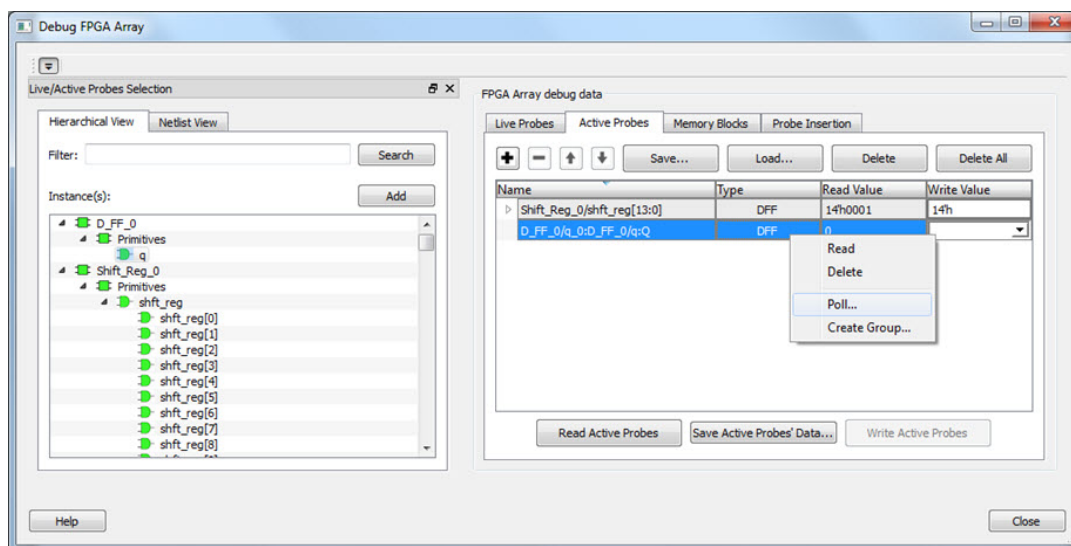 Debug FPGA Array
Live/Active Probes Selection
Hierarchical View Netlist View
Filter: Search
Instance(s): Add
D_FF_0
Primitives
q
Shift_Reg_0
Primitives
shft_reg
shft_reg[0]
shft_reg[1]
shft_reg[2]
shft_reg[3]
shft_reg[4]
shft_reg[5]
shft_reg[6]
shft_reg[7]
shft_reg[8]
FPGA Array debug data
Live Probes Active Probes Memory Blocks Probe Insertion
Save... Load... Delete Delete All
Name Type Read Value Write Value
Shift_Reg_0/shft_reg[13:0] DFF 14'h0001 14'h
D_FF_0/q_0:D_FF_0/q:Q DFF 0
Read
Delete
Poll...
Create Group...
Read Active Probes Save Active Probes' Data... Write Active Probes
Help Close